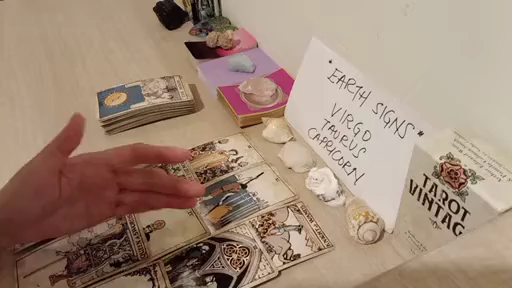 "EARTH SIGNS"
VIRGO
TAURUS
CAPRICORN
TAROT
VINTAG